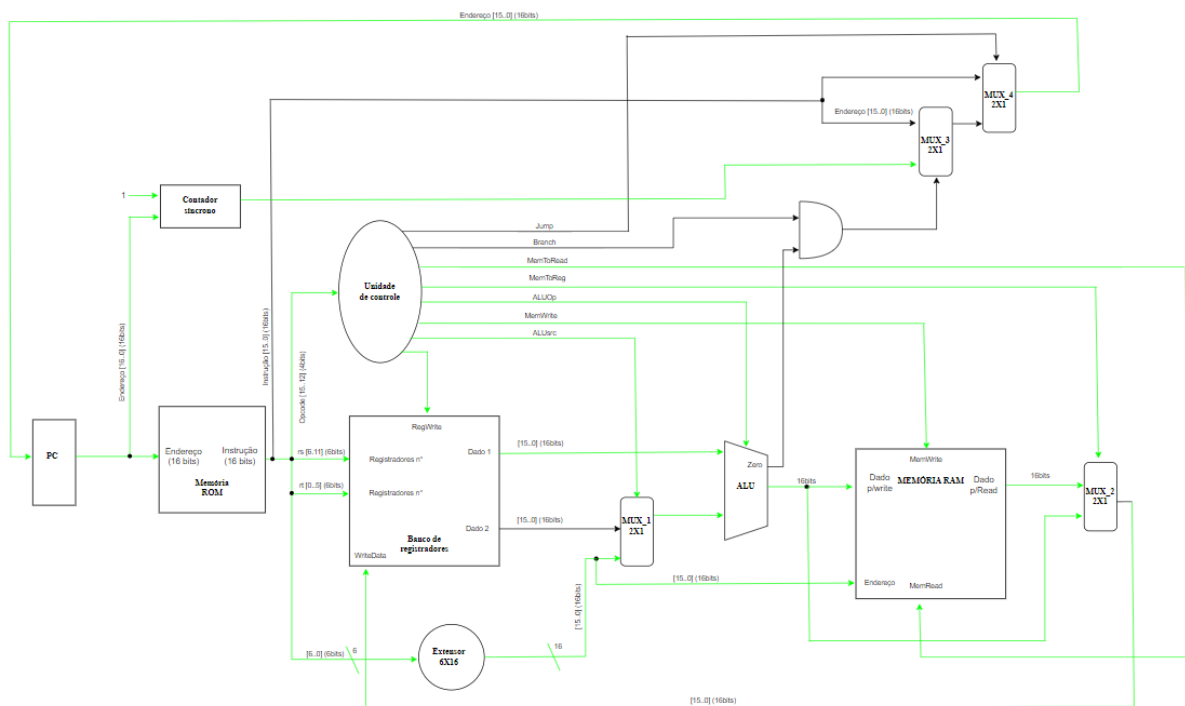 Endereço [15..0] (16bits)
MUX_4
2X1
Endereço [15..0] (16bits)
MUX_3
2X1
1
Contador
síncrono
Jump
Branch
MemToRead
MemToReg
ALUOp
MemWrite
ALUsrc
Unidade
de controle
Endereço [16..0] (16bits)
Instrução [15..0] (16bits)
Opcode [15..12] (4bits)
PC
Endereço
(16 bits)
Instrução
(16 bits)
Memória
ROM
rs [6.11] (6bits)
rt [0..5] (6bits)
RegWrite
Registradores n°
Registradores n°
Dado 1
Dado 2
Banco de
registradores
WriteData
[15..0] (16bits)
[15..0] (16bits)
MUX_1
2X1
Zero
ALU
16bits
MemWrite
Dado
p/write
MEMÓRIA RAM
Dado
p/Read
Endereço
MemRead
16bits
MUX_2
2X1
[15..0] (16bits)
[15..0] (16bits)
[6..0] (6bits)
6
Extensor
6X16
16
[15..0] (16bits)